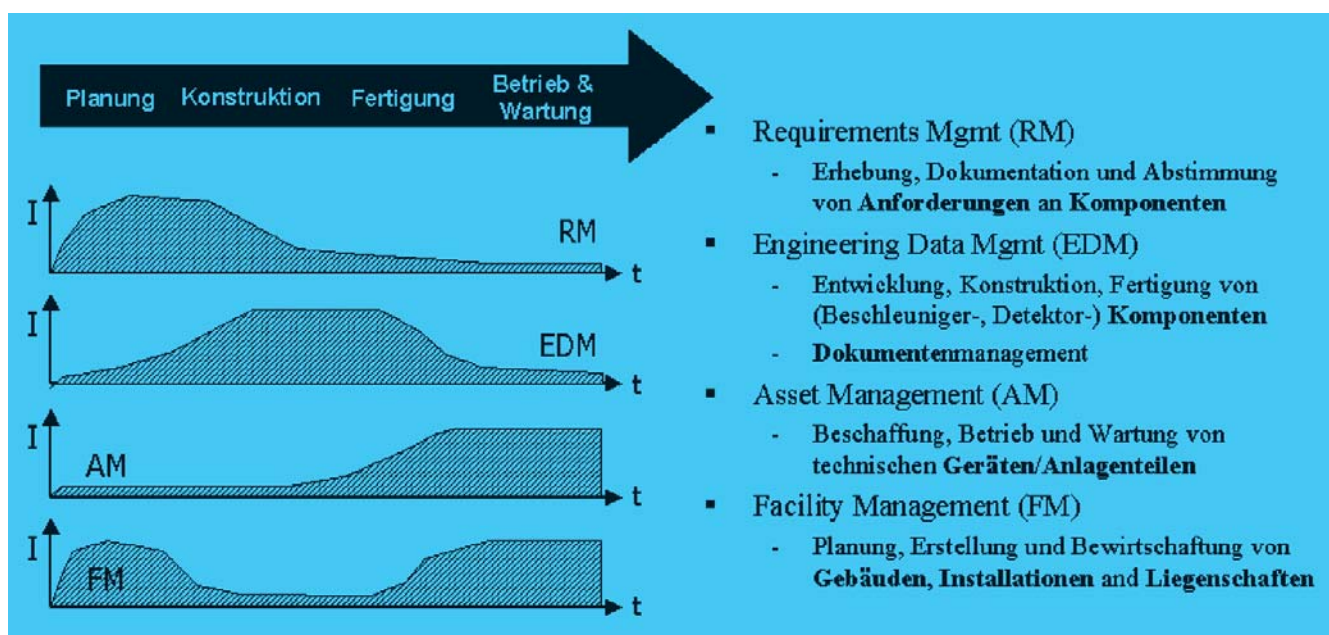 Planung Konstruktion Fertigung Betrieb &
Wartung
I
RM
t
I
EDM
t
I
AM
t
I
FM
t
▪ Requirements Mgmt (RM)
- Erhebung, Dokumentation und Abstimmung
von Anforderungen an Komponenten
▪ Engineering Data Mgmt (EDM)
- Entwicklung, Konstruktion, Fertigung von
(Beschleuniger-, Detektor-) Komponenten
- Dokumentenmanagement
▪ Asset Management (AM)
- Beschaffung, Betrieb und Wartung von
technischen Geräten/Anlagenteilen
▪ Facility Management (FM)
- Planung, Erstellung und Bewirtschaftung von
Gebäuden, Installationen and Liegenschaften